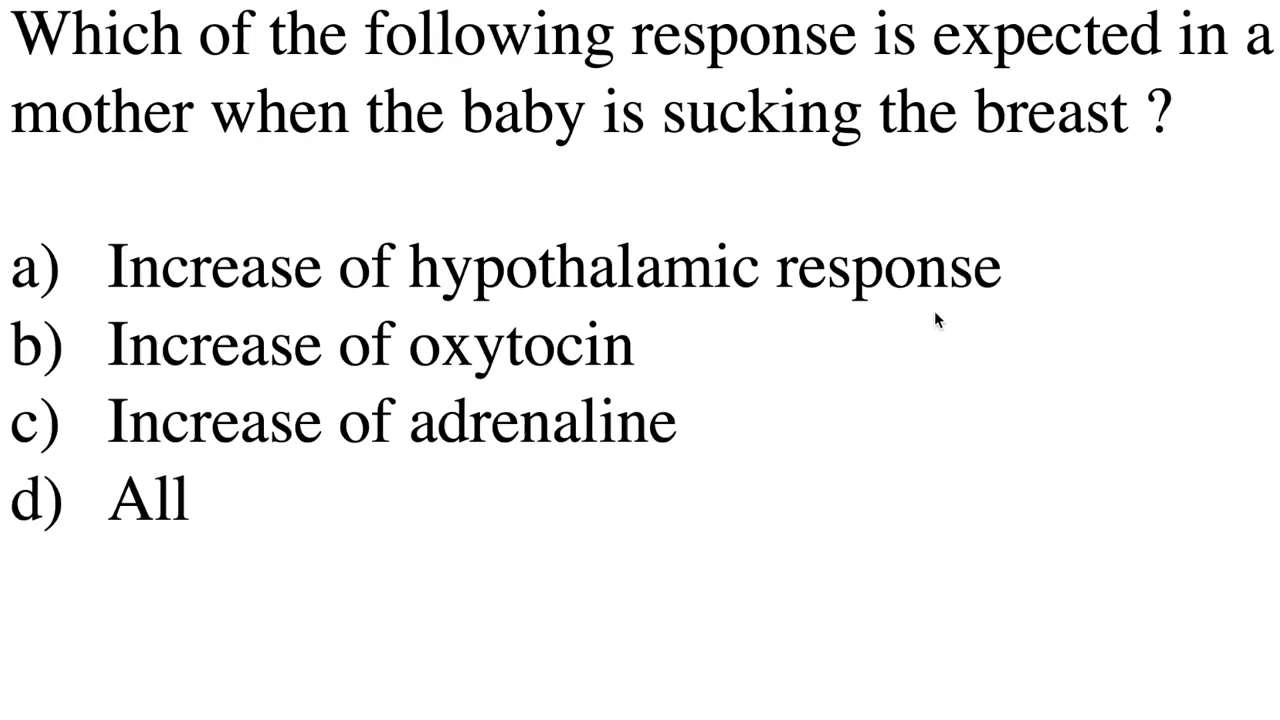 Which of the following response is expected in a
mother when the baby is sucking the breast ?
a) Increase of hypothalamic response
b) Increase of oxytocin
c) Increase of adrenaline
d) All